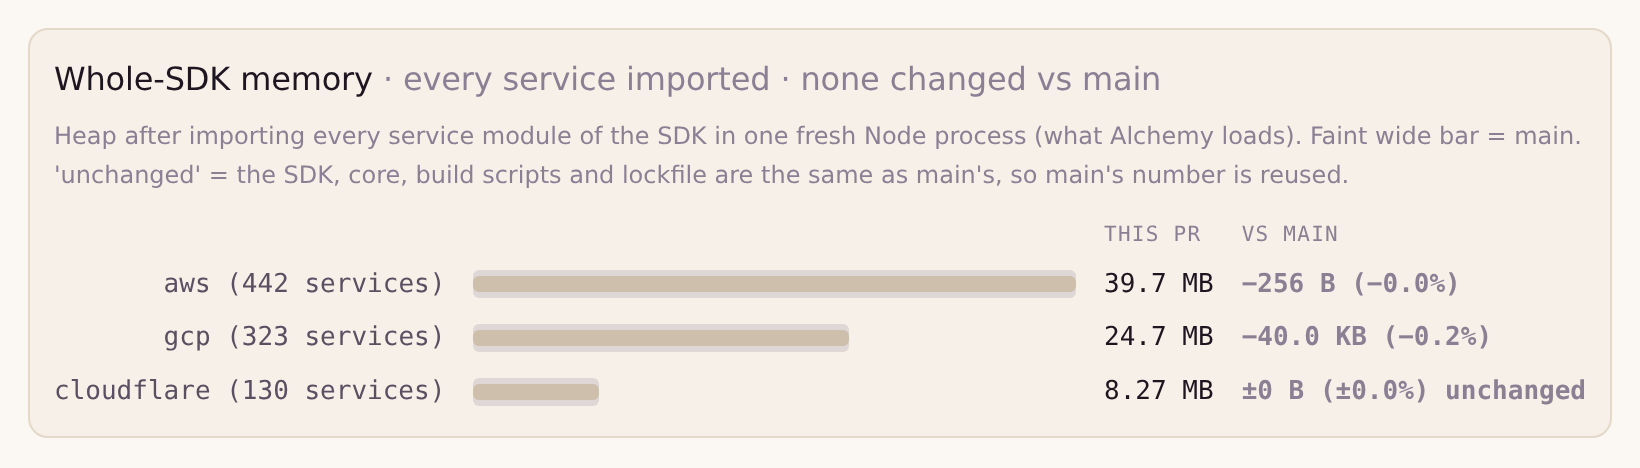 Whole-SDK memory · every service imported · none changed vs main
Heap after importing every service module of the SDK in one fresh Node process (what Alchemy loads). Faint wide bar = main.
'unchanged' = the SDK, core, build scripts and lockfile are the same as main's, so main's number is reused.
THIS PR VS MAIN
aws (442 services) 39.7 MB −256 B (−0.0%)
gcp (323 services) 24.7 MB −40.0 KB (−0.2%)
cloudflare (130 services) 8.27 MB ±0 B (±0.0%) unchanged